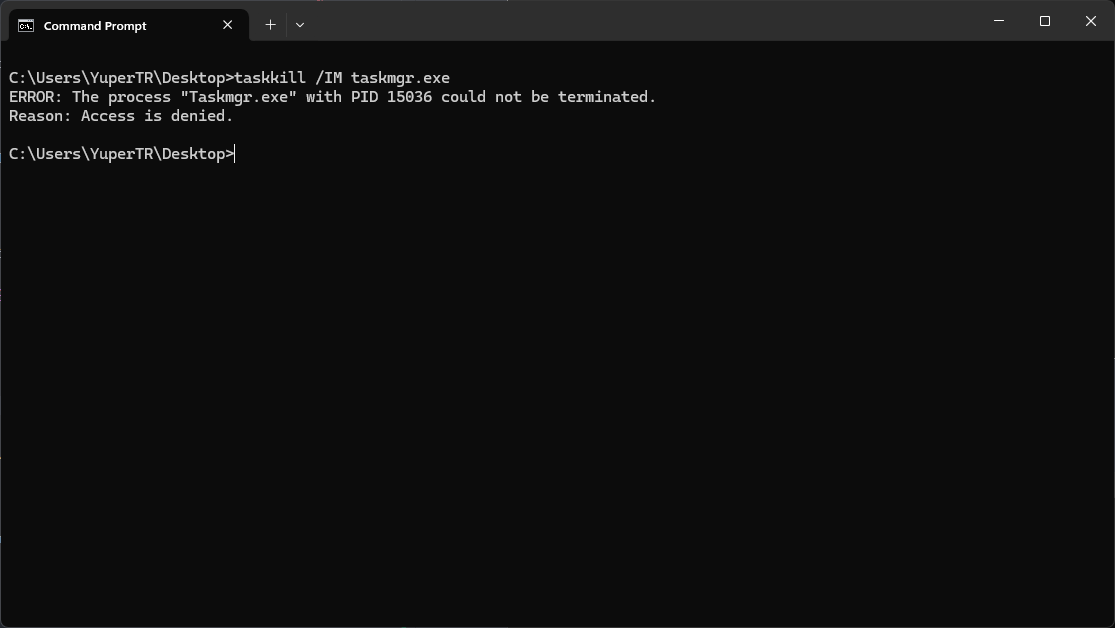 Command Prompt
C:\Users\YuperTR\Desktop>taskkill /IM taskmgr.exe
ERROR: The process "Taskmgr.exe" with PID 15036 could not be terminated.
Reason: Access is denied.
C:\Users\YuperTR\Desktop>